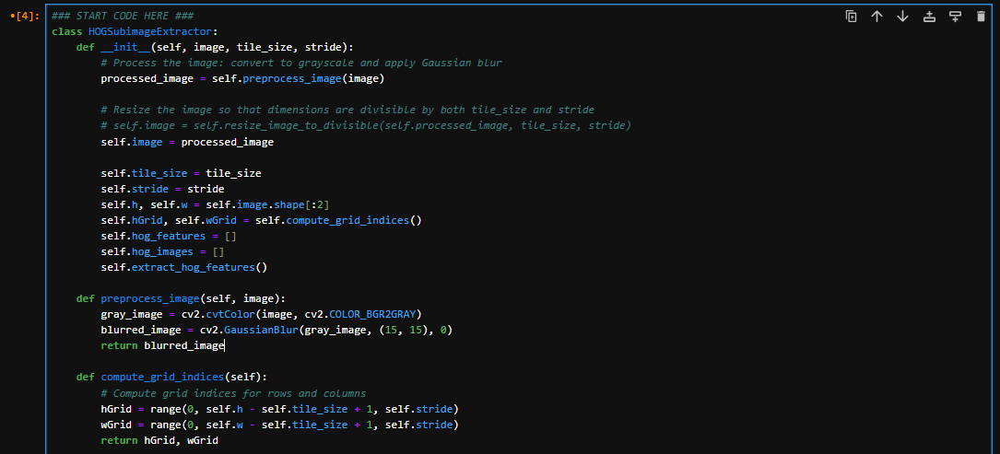 [4]:
### START CODE HERE ###
class HOGSubimageExtractor:
    def __init__(self, image, tile_size, stride):
        # Process the image: convert to grayscale and apply Gaussian blur
        processed_image = self.preprocess_image(image)

        # Resize the image so that dimensions are divisible by both tile_size and stride
        # self.image = self.resize_image_to_divisible(self.processed_image, tile_size, stride)
        self.image = processed_image

        self.tile_size = tile_size
        self.stride = stride
        self.h, self.w = self.image.shape[:2]
        self.hGrid, self.wGrid = self.compute_grid_indices()
        self.hog_features = []
        self.hog_images = []
        self.extract_hog_features()

    def preprocess_image(self, image):
        gray_image = cv2.cvtColor(image, cv2.COLOR_BGR2GRAY)
        blurred_image = cv2.GaussianBlur(gray_image, (15, 15), 0)
        return blurred_image

    def compute_grid_indices(self):
        # Compute grid indices for rows and columns
        hGrid = range(0, self.h - self.tile_size + 1, self.stride)
        wGrid = range(0, self.w - self.tile_size + 1, self.stride)
        return hGrid, wGrid